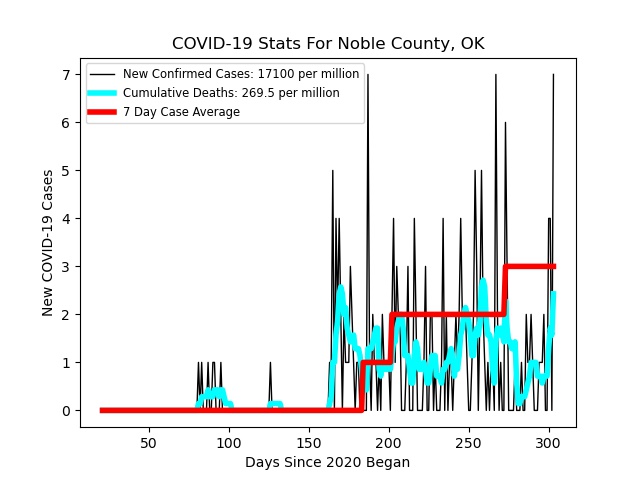 COVID-19 Stats For Noble County, OK
New Confirmed Cases: 17100 per million
Cumulative Deaths: 269.5 per million
7 Day Case Average
7
6
5
4
3
2
1
0
New COVID-19 Cases
50 100 150 200 250 300
Days Since 2020 Began